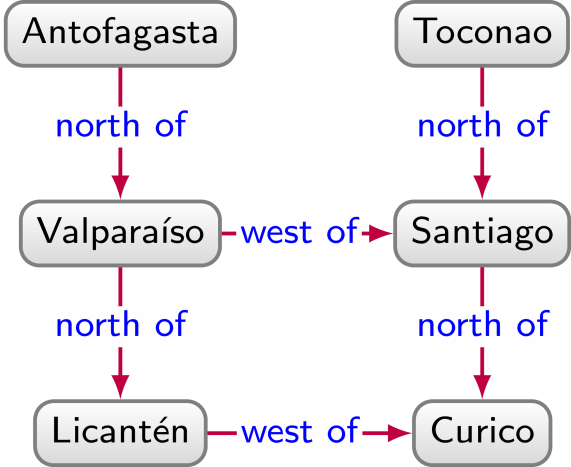 Antofagasta
Toconao
north of
north of
Valparaíso
west of
Santiago
north of
north of
Licantén
west of
Curico